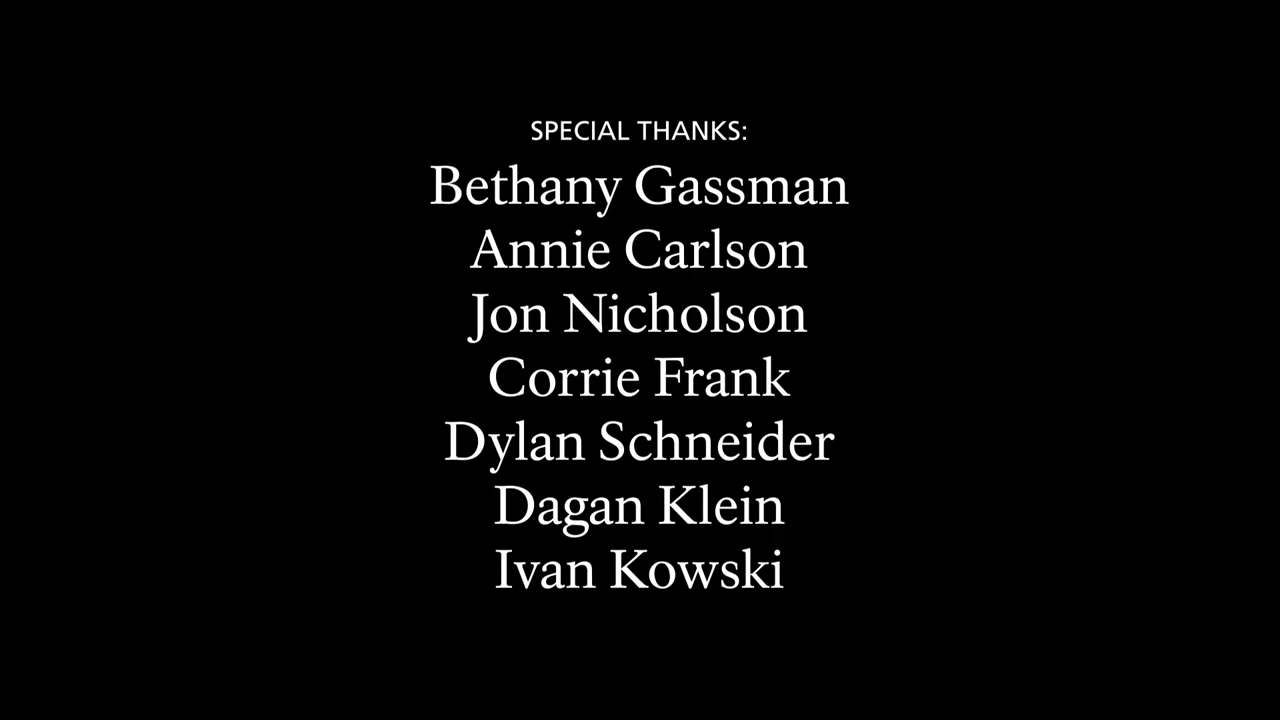 SPECIAL THANKS:
Bethany Gassman
Annie Carlson
Jon Nicholson
Corrie Frank
Dylan Schneider
Dagan Klein
Ivan Kowski